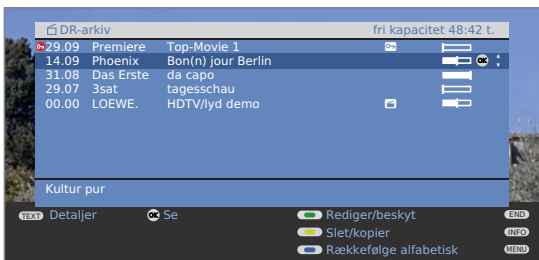 DR-arkiv fri kapacitet 48:42 t.
29.09 Premiere Top-Movie 1
14.09 Phoenix Bon(n) jour Berlin OK
31.08 Das Erste da capo
29.07 3sat tagesschau
00.00 LOEWE. HDTV/lyd demo
Kultur pur
TEXT Detaljer OK Se Rediger/beskyt END
Slet/kopier INFO
Rækkefølge alfabetisk MENU